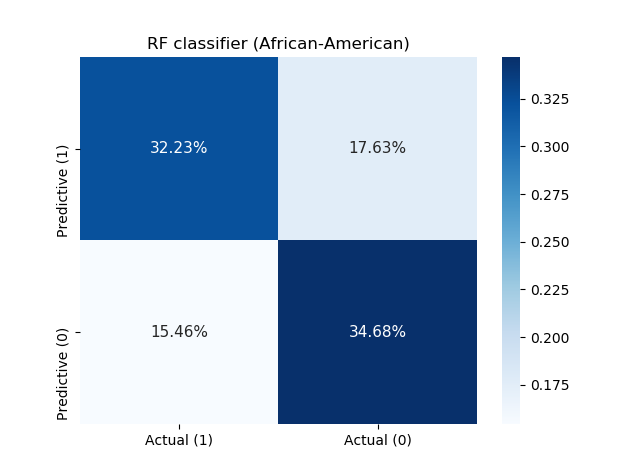 RF classifier (African-American)
Predictive (1)
32.23%
17.63%
Predictive (0)
15.46%
34.68%
Actual (1)
Actual (0)
0.325
0.300
0.275
0.250
0.225
0.200
0.175